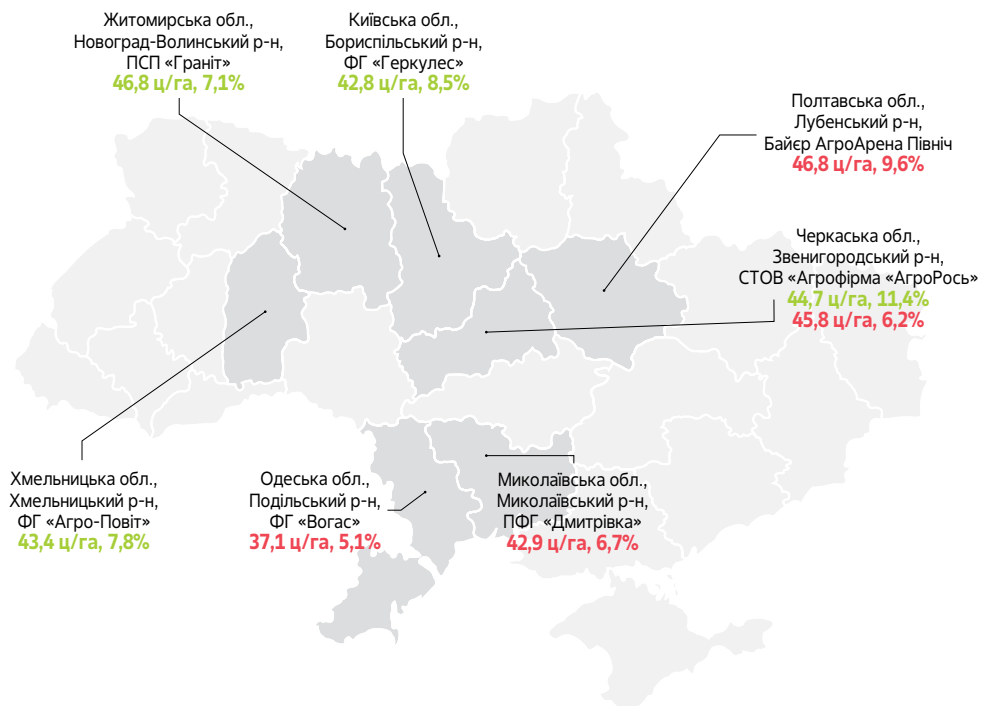 Житомирська обл.,
Новоград-Волинський р-н,
ПСП «Граніт»
46,8 ц/га, 7,1%
Київська обл.,
Бориспільський р-н,
ФГ «Геркулес»
42,8 ц/га, 8,5%
Полтавська обл.,
Лубенський р-н,
Байєр АгроАрена Північ
46,8 ц/га, 9,6%
Черкаська обл.,
Звенигородський р-н,
СТОВ «Агрофірма «АгроРось»
44,7 ц/га, 11,4%
45,8 ц/га, 6,2%
Хмельницька обл.,
Хмельницький р-н,
ФГ «Агро-Повіт»
43,4 ц/га, 7,8%
Одеська обл.,
Подільський р-н,
ФГ «Вогас»
37,1 ц/га, 5,1%
Миколаївська обл.,
Миколаївський р-н,
ПФГ «Дмитрівка»
42,9 ц/га, 6,7%